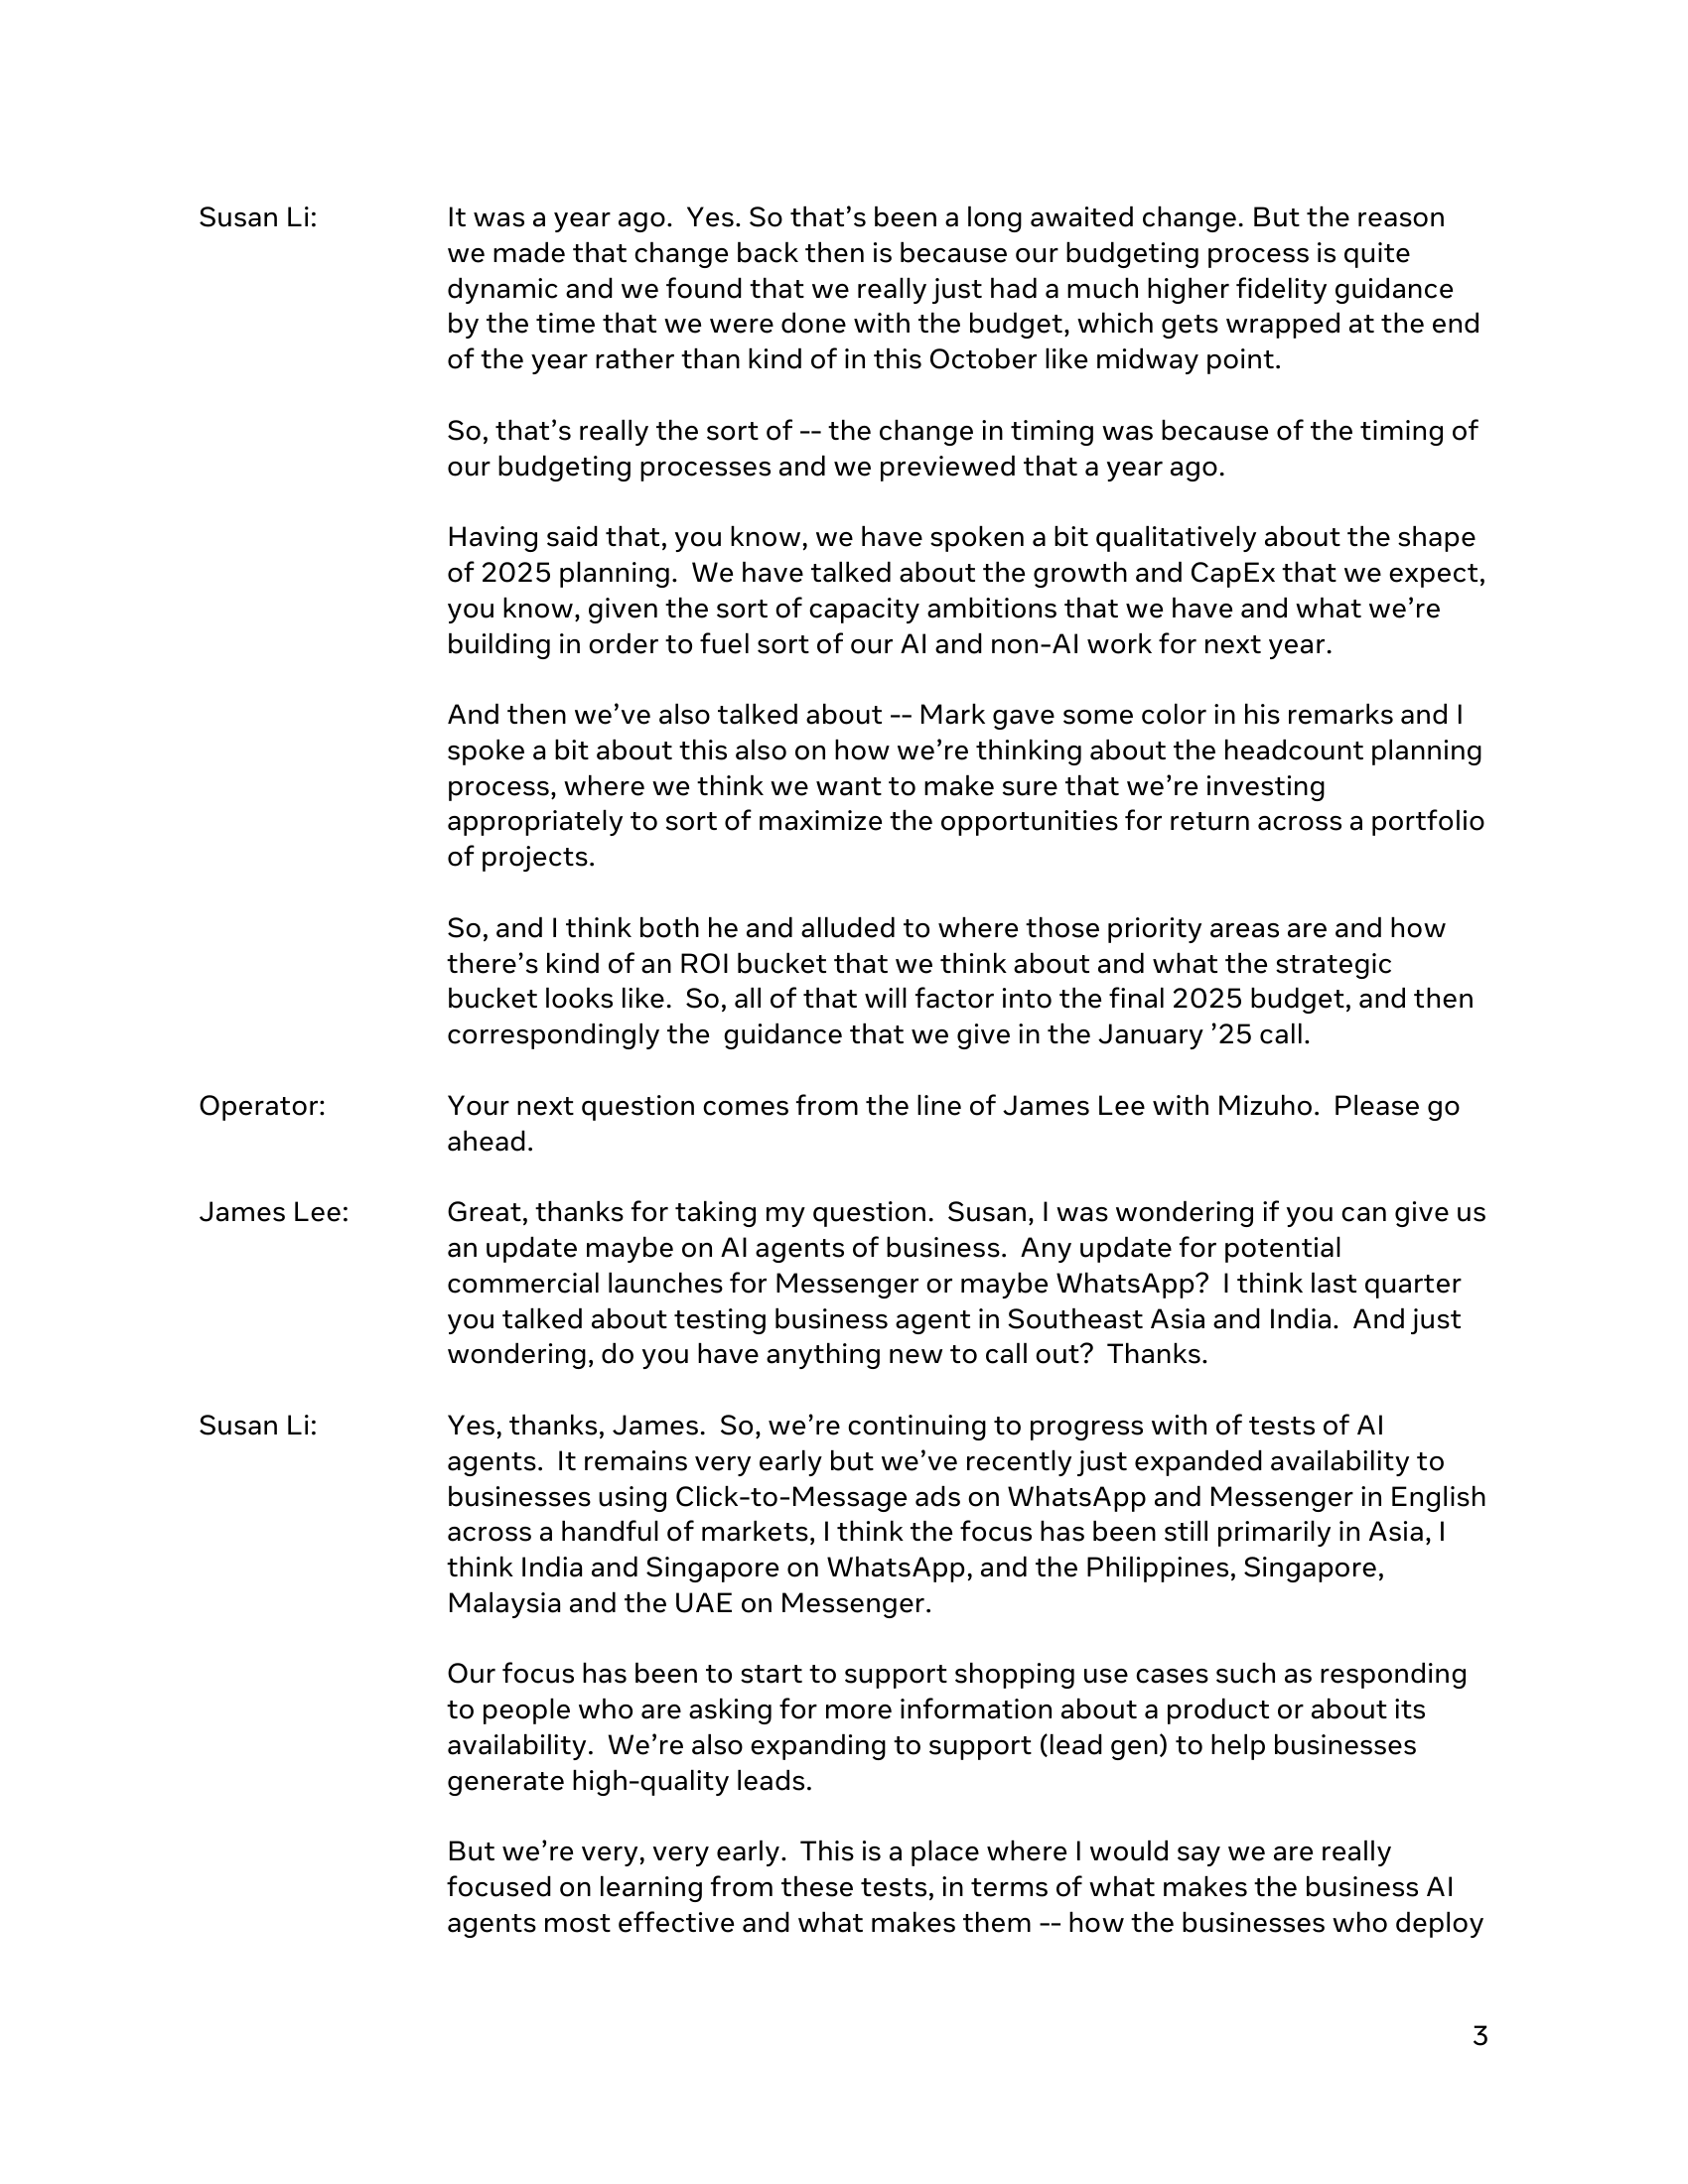 Susan Li: It was a year ago.  Yes. So that’s been a long awaited change. But the reason
we made that change back then is because our budgeting process is quite
dynamic and we found that we really just had a much higher fidelity guidance
by the time that we were done with the budget, which gets wrapped at the end
of the year rather than kind of in this October like midway point.
So, that’s really the sort of -- the change in timing was because of the timing of
our budgeting processes and we previewed that a year ago.
Having said that, you know, we have spoken a bit qualitatively about the shape
of 2025 planning.  We have talked about the growth and CapEx that we expect,
you know, given the sort of capacity ambitions that we have and what we’re
building in order to fuel sort of our AI and non-AI work for next year.
And then we’ve also talked about -- Mark gave some color in his remarks and I
spoke a bit about this also on how we’re thinking about the headcount planning
process, where we think we want to make sure that we’re investing
appropriately to sort of maximize the opportunities for return across a portfolio
of projects.
So, and I think both he and alluded to where those priority areas are and how
there’s kind of an ROI bucket that we think about and what the strategic
bucket looks like.  So, all of that will factor into the final 2025 budget, and then
correspondingly the  guidance that we give in the January ’25 call.
Operator: Your next question comes from the line of James Lee with Mizuho.  Please go
ahead.
James Lee: Great, thanks for taking my question.  Susan, I was wondering if you can give us
an update maybe on AI agents of business.  Any update for potential
commercial launches for Messenger or maybe WhatsApp?  I think last quarter
you talked about testing business agent in Southeast Asia and India.  And just
wondering, do you have anything new to call out?  Thanks.
Susan Li: Yes, thanks, James.  So, we’re continuing to progress with of tests of AI
agents.  It remains very early but we’ve recently just expanded availability to
businesses using Click-to-Message ads on WhatsApp and Messenger in English
across a handful of markets, I think the focus has been still primarily in Asia, I
think India and Singapore on WhatsApp, and the Philippines, Singapore,
Malaysia and the UAE on Messenger.
Our focus has been to start to support shopping use cases such as responding
to people who are asking for more information about a product or about its
availability.  We’re also expanding to support (lead gen) to help businesses
generate high-quality leads.
But we’re very, very early.  This is a place where I would say we are really
focused on learning from these tests, in terms of what makes the business AI
agents most effective and what makes them -- how the businesses who deploy
3